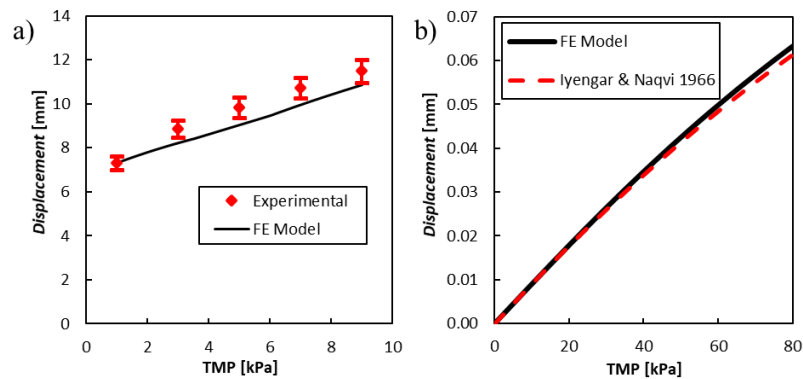 a)
Displacement [mm]
14
12
10
8
6
4
2
0
0 2 4 6 8 10
TMP [kPa]
Experimental
FE Model
b)
Displacement [mm]
0.07
0.06
0.05
0.04
0.03
0.02
0.01
0.00
0 20 40 60 80
TMP [kPa]
FE Model
Iyengar & Naqvi 1966